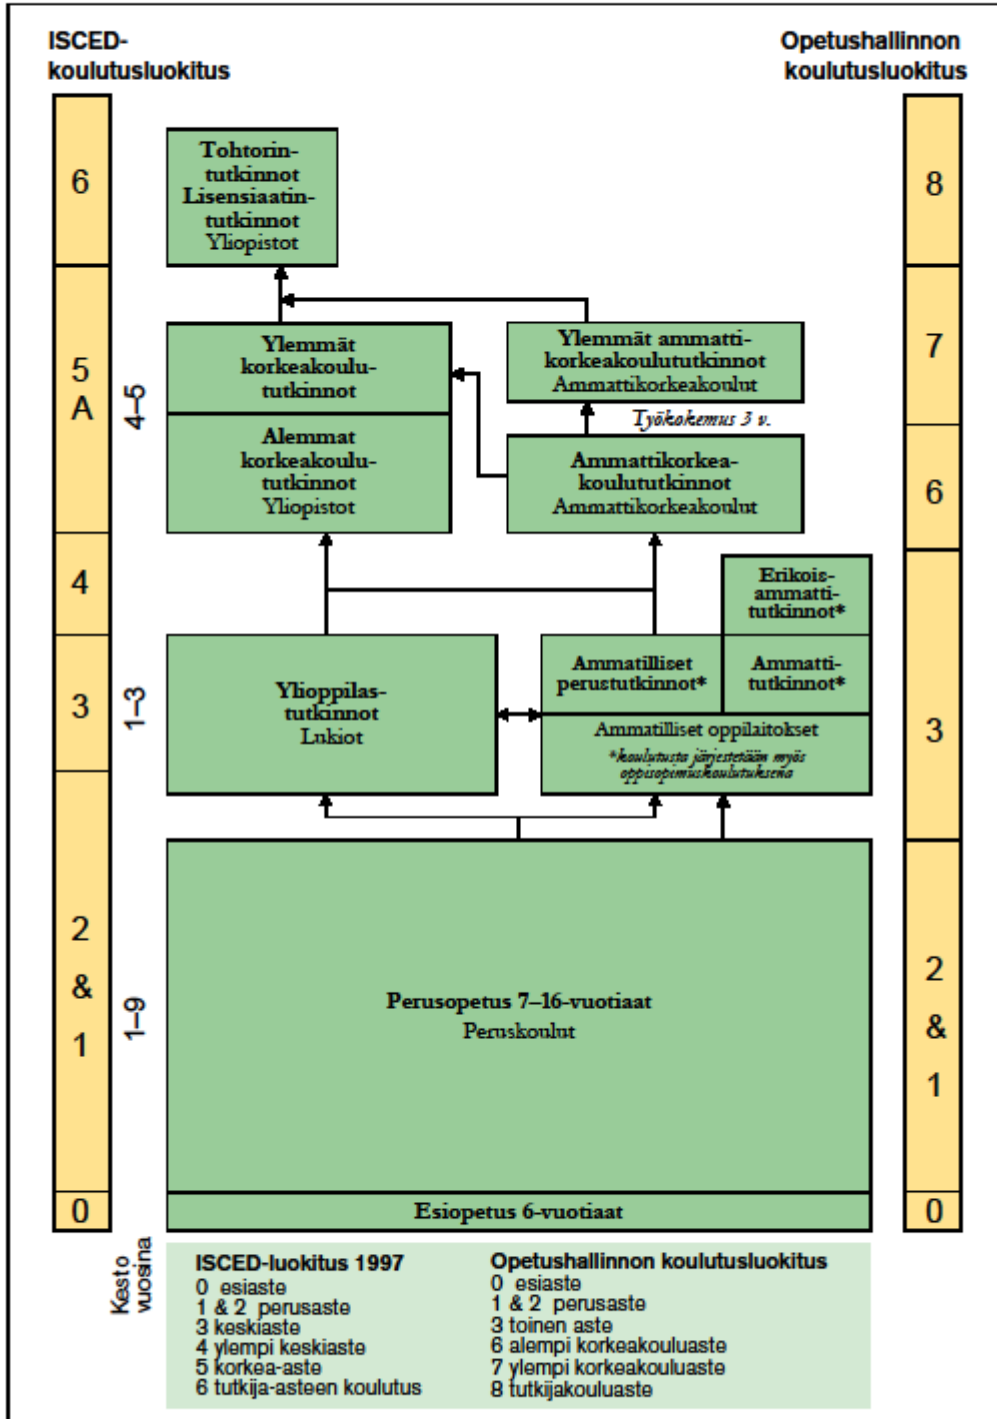 ISCED-
koulutusluokitus
Opetushallinnon
koulutusluokitus
6
5
A
4
3
2
&
1
0
4–5
1–3
1–9
Kesto
vuosina
Tohtorin-
tutkinnot
Lisensiaatin-
tutkinnot
Yliopistot
Ylemmät
korkeakoulu-
tutkinnot
Alemmat
korkeakoulu-
tutkinnot
Yliopistot
Ylemmät ammatti-
korkeakoulututkinnot
Ammattikorkeakoulut
Työkokemus 3 v.
Ammattikorkea-
koulututkinnot
Ammattikorkeakoulut
Erikois-
ammatti-
tutkinnot*
Ylioppilas-
tutkinnot
Lukiot
Ammatilliset
perustutkinnot*
Ammatti-
tutkinnot*
Ammatilliset oppilaitokset
*koulutusta järjestetään myös
oppisopimuskoulutuksena
Perusopetus 7–16-vuotiaat
Peruskoulut
Esiopetus 6-vuotiaat
8
7
6
3
2
&
1
0
ISCED-luokitus 1997
0 esiaste
1 & 2 perusaste
3 keskiaste
4 ylempi keskiaste
5 korkea-aste
6 tutkija-asteen koulutus
Opetushallinnon koulutusluokitus
0 esiaste
1 & 2 perusaste
3 toinen aste
6 alempi korkeakouluaste
7 ylempi korkeakouluaste
8 tutkijakouluaste